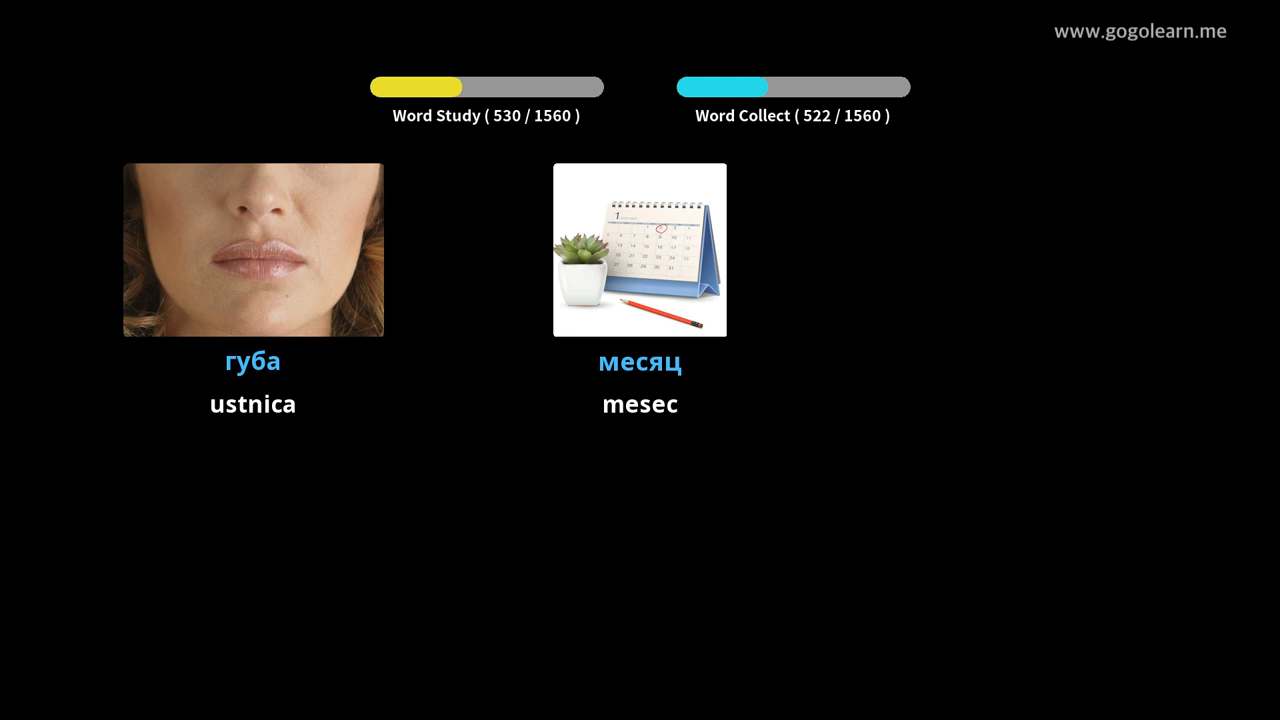 www.gogolearn.me
Word Study ( 530 / 1560 )
Word Collect ( 522 / 1560 )
губа
месяц
ustnica
mesec